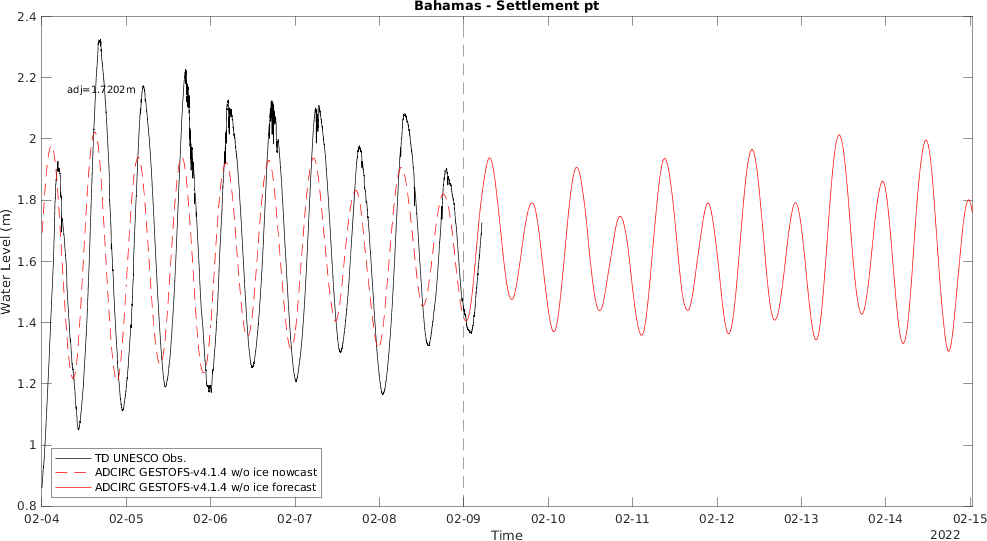 Bahamas - Settlement pt
2.4
2.2
adj=1.7202m
2
1.8
Water Level (m)
1.6
1.4
1.2
1
0.8
TD UNESCO Obs.
ADCIRC GESTOFS-v4.1.4 w/o ice nowcast
ADCIRC GESTOFS-v4.1.4 w/o ice forecast
02-04 02-05 02-06 02-07 02-08 02-09 02-10 02-11 02-12 02-13 02-14 02-15
Time
2022